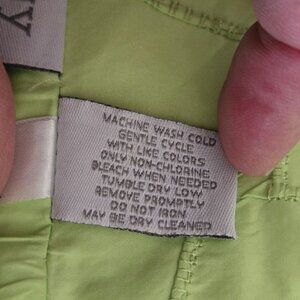 MACHINE WASH COLD
GENTLE CYCLE
WITH LIKE COLORS
ONLY NON-CHLORINE
BLEACH WHEN NEEDED
TUMBLE DRY LOW
REMOVE PROMPTLY
DO NOT IRON
MAY BE DRY CLEANED